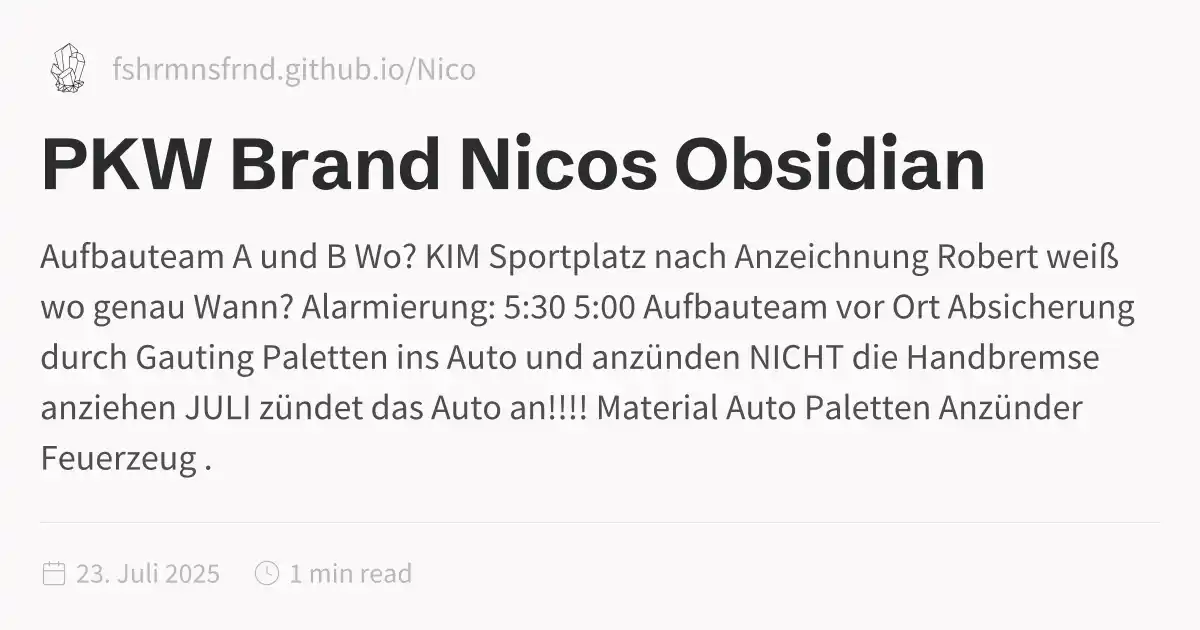 fshrmnsfrnd.github.io/Nico
PKW Brand Nicos Obsidian
Aufbauteam A und B Wo? KIM Sportplatz nach Anzeichnung Robert weiß
wo genau Wann? Alarmierung: 5:30 5:00 Aufbauteam vor Ort Absicherung
durch Gauting Paletten ins Auto und anzünden NICHT die Handbremse
anziehen JULI zündet das Auto an!!!! Material Auto Paletten Anzünder
Feuerzeug .
23. Juli 2025 1 min read